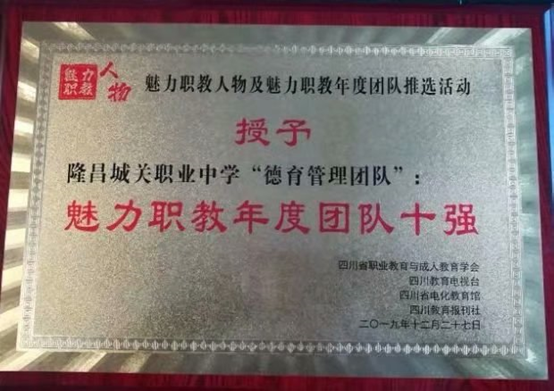 魅力职教人物
魅力职教人物及魅力职教年度团队推选活动
授予
隆昌城关职业中学“德育管理团队”：
魅力职教年度团队十强
四川省职业教育与成人教育学会
四川教育电视台
四川省电化教育馆
四川教育报刊社
二〇一九年十二月二十七日